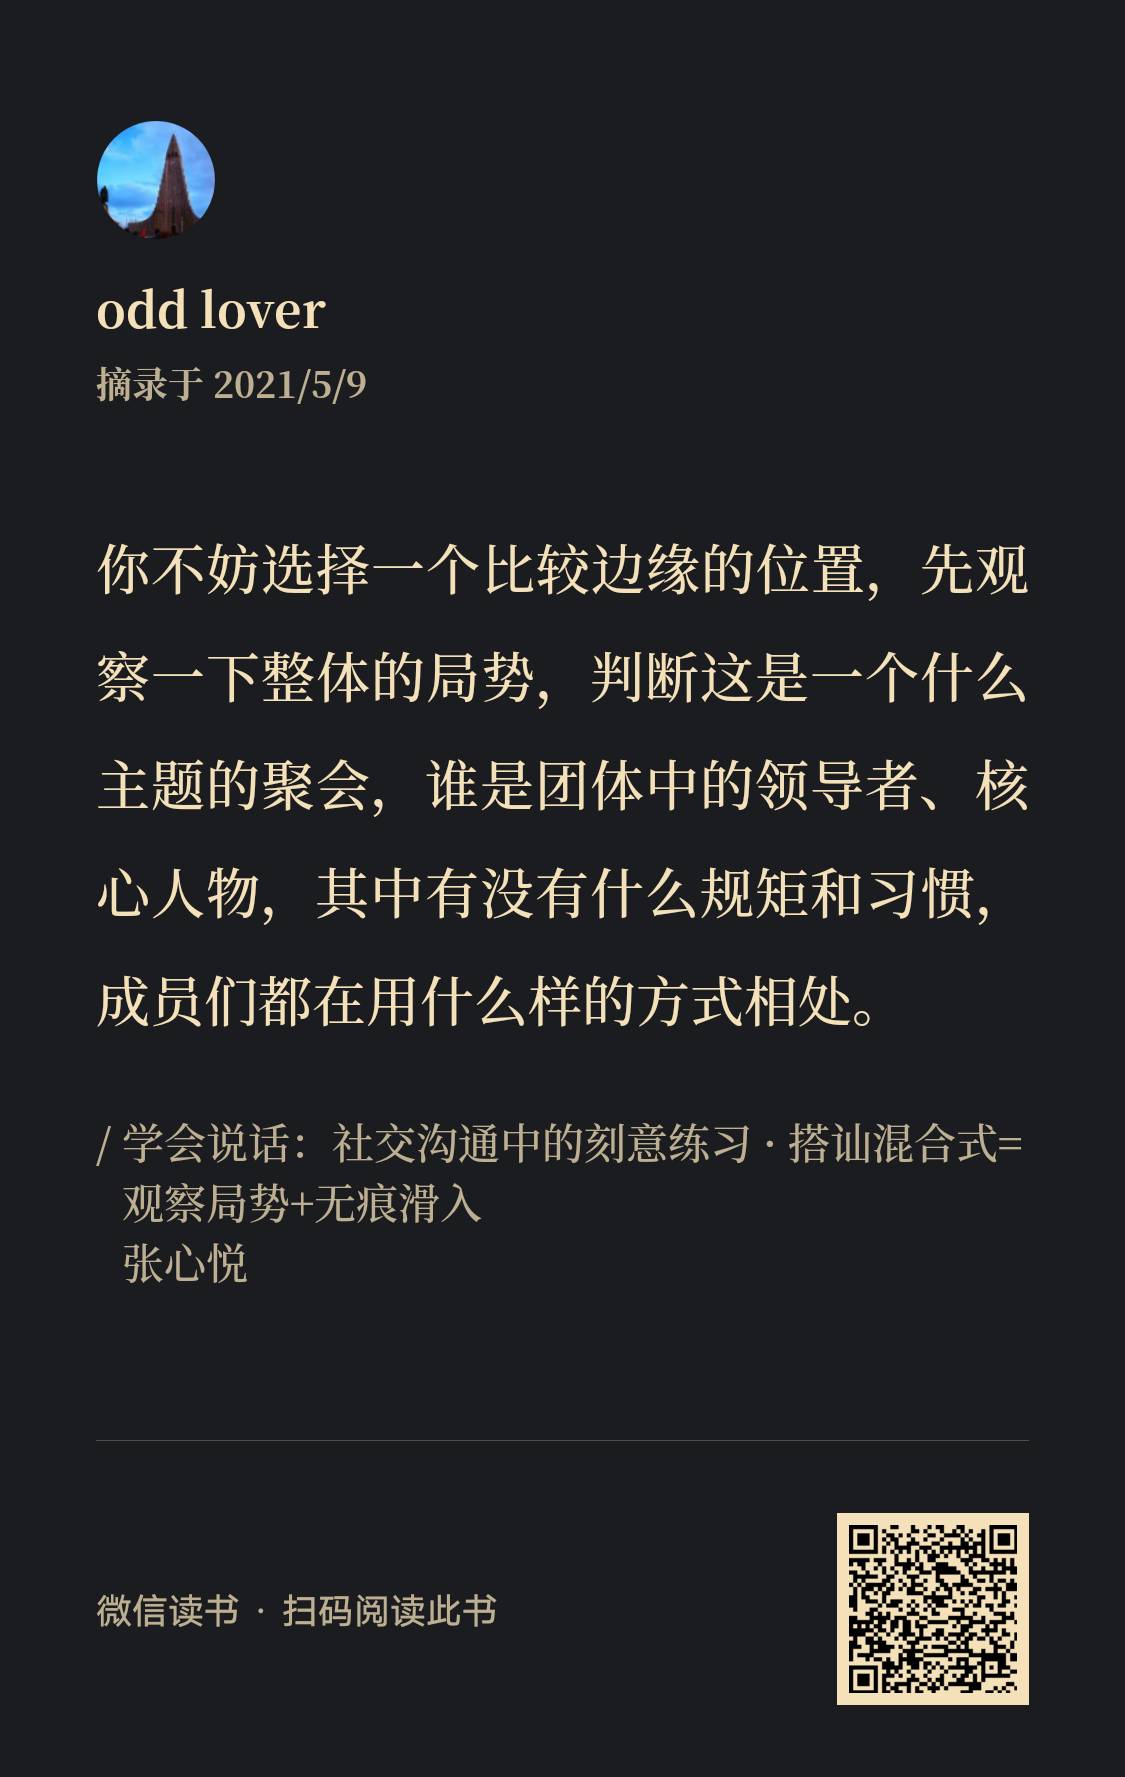 odd lover
摘录于 2021/5/9
你不妨选择一个比较边缘的位置，先观
察一下整体的局势，判断这是一个什么
主题的聚会，谁是团体中的领导者、核
心人物，其中有没有什么规矩和习惯，
成员们都在用什么样的方式相处。
/ 学会说话：社交沟通中的刻意练习 · 搭讪混合式=
观察局势+无痕滑入
张心悦
微信读书 · 扫码阅读此书